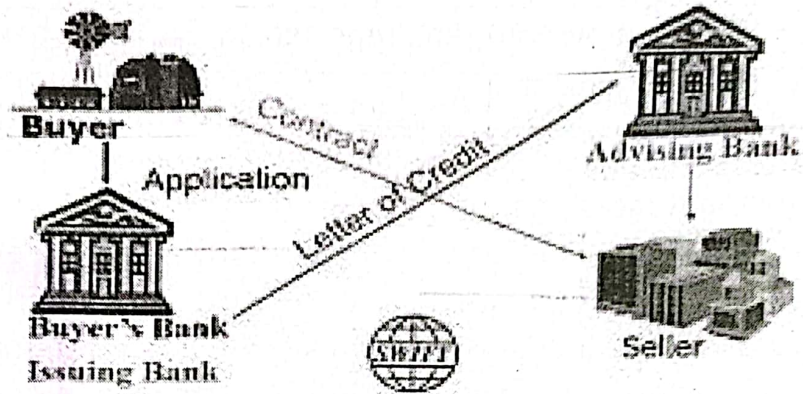 Buyer
Contract
Advising Bank
Application
Letter of Credit
Buyer's Bank
Issuing Bank
SWIFT
Seller